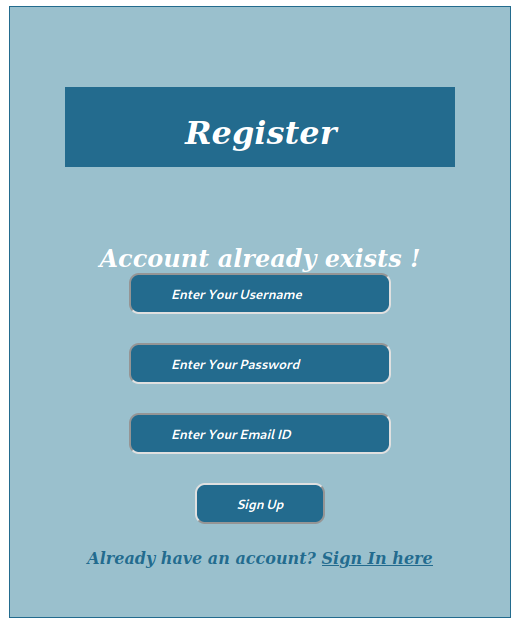 Register
Account already exists !
Enter Your Username
Enter Your Password
Enter Your Email ID
Sign Up
Already have an account? Sign In here